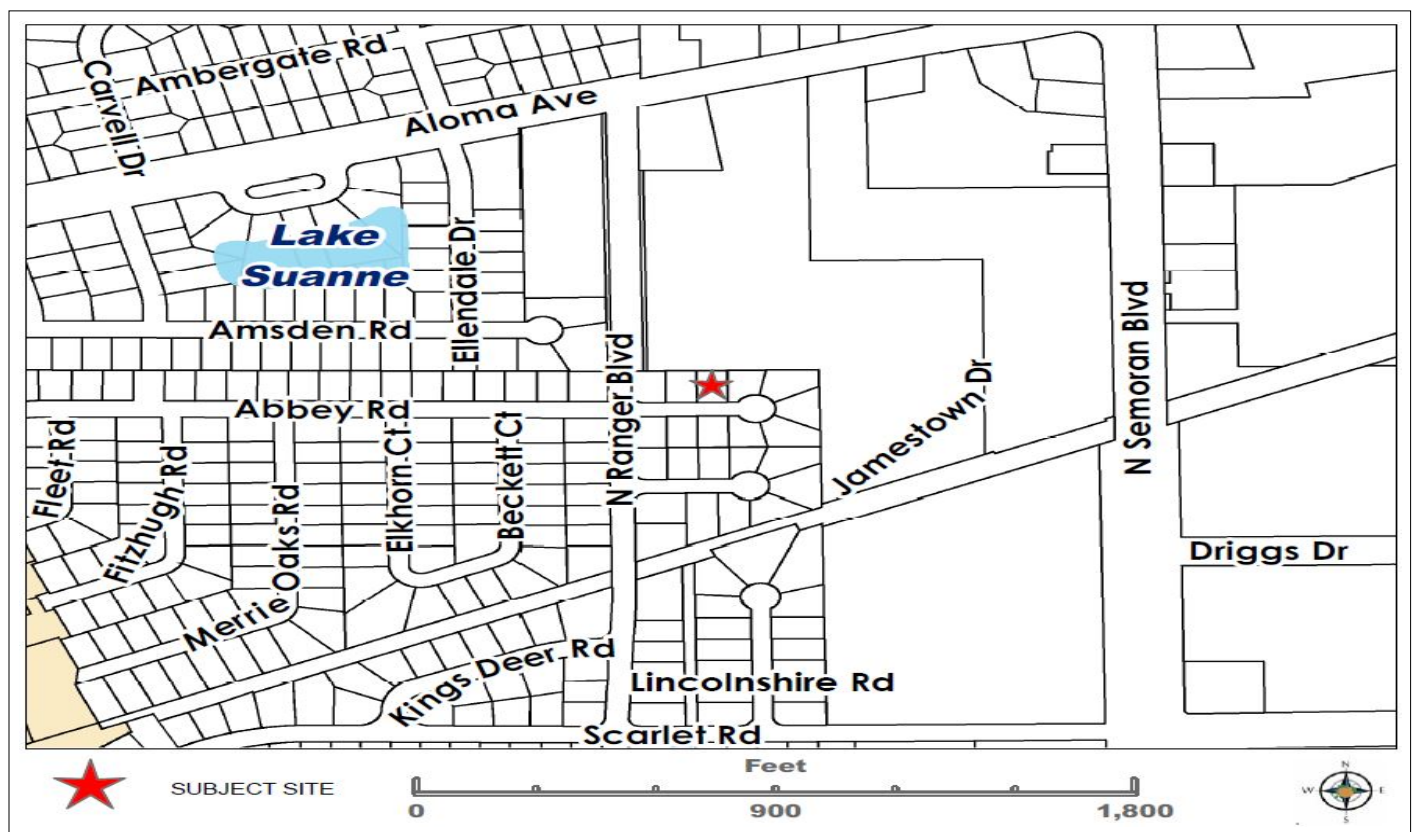 Ambergate Rd
Carvell Dr
Aloma Ave
Lake
Suanne
Ellendale Dr
Amsden Rd
N Ranger Blvd
N Semoran Blvd
Jamestown Dr
Abbey Rd
Fleet Rd
Fitzhugh Rd
Merrie Oaks Rd
Elkhorn Ct
Beckett Ct
Driggs Dr
Kings Deer Rd
Lincolnshire Rd
Scarlet Rd
SUBJECT SITE
Feet
0 900 1,800
N
W E
S